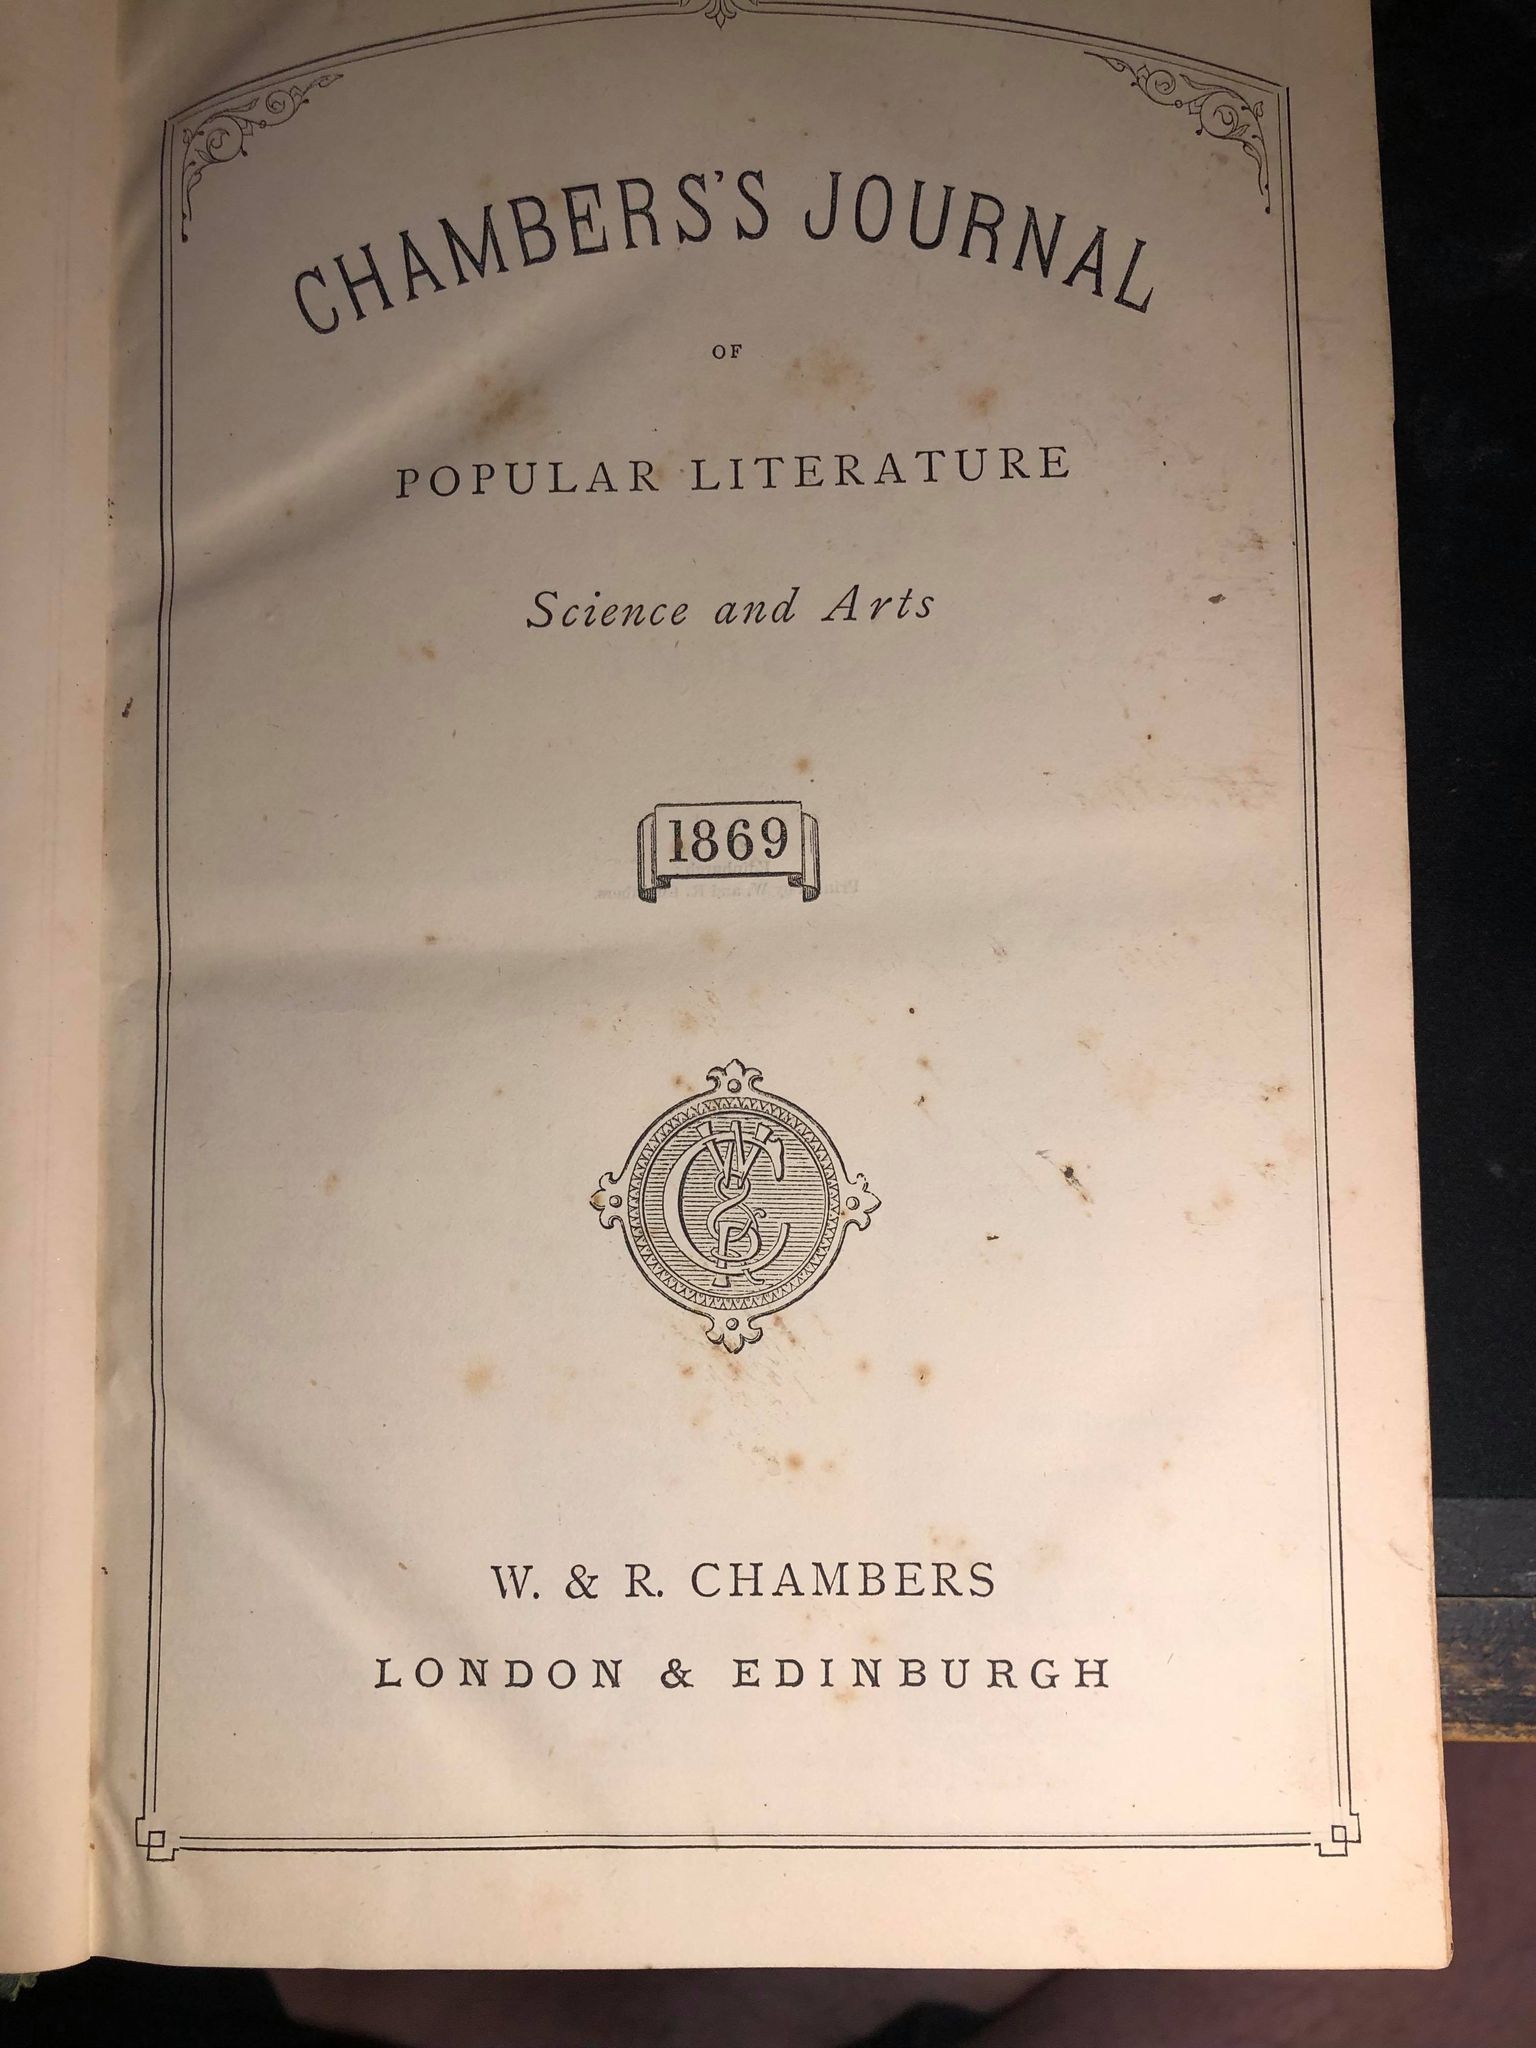 CHAMBERS'S JOURNAL
OF
POPULAR LITERATURE
Science and Arts
1869
W & R C
W. & R. CHAMBERS
LONDON & EDINBURGH